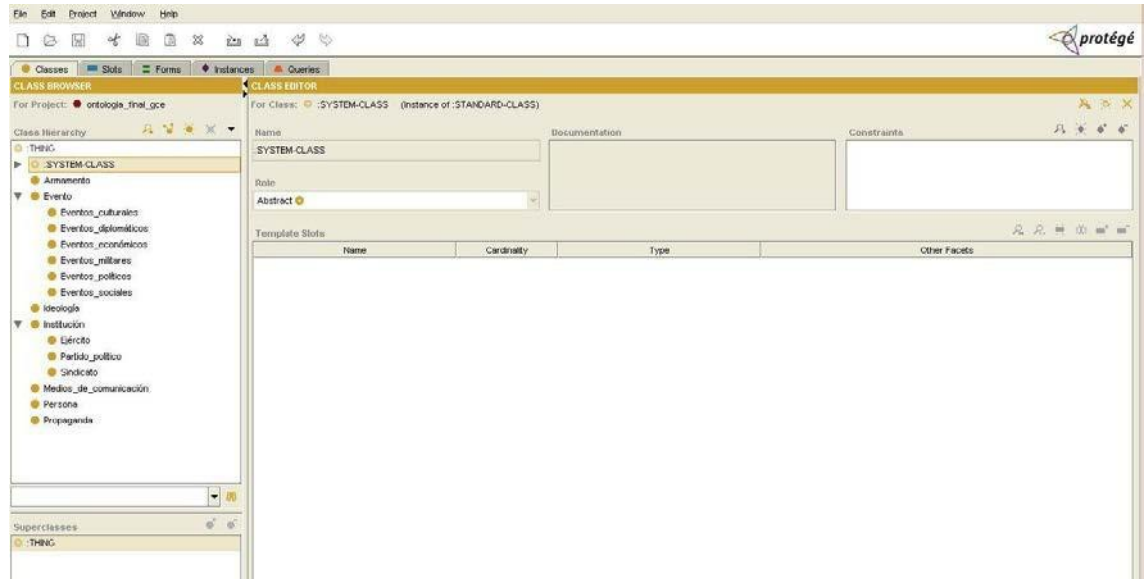 File Edit Project Window Help
protégé
Classes Slots Forms Instances Queries
CLASS BROWSER
For Project: ontologia_final_gce
Class Hierarchy
:THING
:SYSTEM-CLASS
Armamento
Evento
Eventos_culturales
Eventos_diplomáticos
Eventos_económicos
Eventos_militares
Eventos_políticos
Eventos_sociales
Ideología
Institución
Ejército
Partido_político
Sindicato
Medios_de_comunicación
Persona
Propaganda
Superclasses
:THING
CLASS EDITOR
For Class: :SYSTEM-CLASS (instance of :STANDARD-CLASS)
Name Documentation Constraints
:SYSTEM-CLASS
Role
Abstract
Template Slots
Name Cardinality Type Other Facets